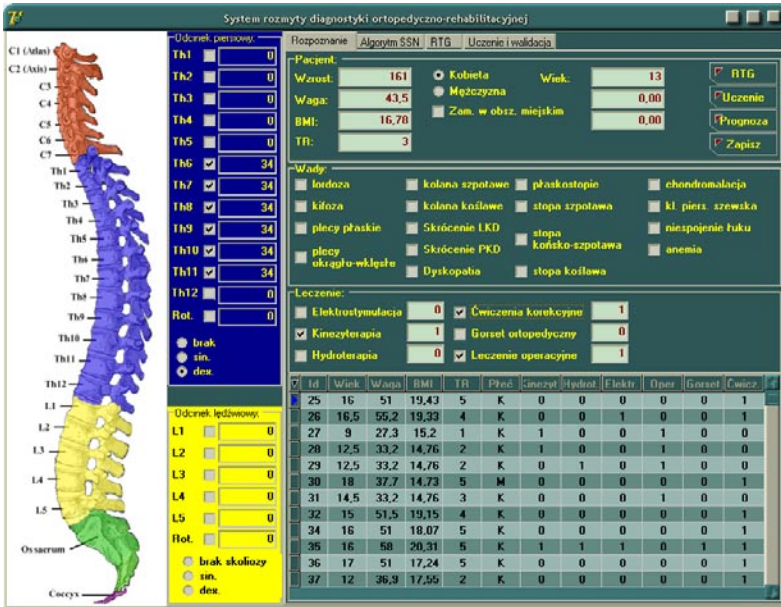 System rozmyty diagnostyki ortopedyczno-rehabilitacyjnej
C1 (Atlas)
C2 (Axis)
C3
C4
C5
C6
C7
Th1
Th2
Th3
Th4
Th5
Th6
Th7
Th8
Th9
Th10
Th11
Th12
L1
L2
L3
L4
L5
Os sacrum
Coccyx
Odcinek piersiowy:
Th1 0
Th2 0
Th3 0
Th4 0
Th5 0
Th6 34
Th7 34
Th8 34
Th9 34
Th10 34
Th11 34
Th12 0
Rot. 0
brak
sin.
dex.
Odcinek lędźwiowy:
L1 0
L2 0
L3 0
L4 0
L5 0
Rot. 0
brak skoliozy
sin.
dex.
Rozpoznanie Algorytm SSN RTG Uczenie i walidacja
Pacjent:
Wzrost: 161 Kobieta Wiek: 13 RTG
Waga: 43,5 Mężczyzna 0,00 Uczenie
BMI: 16,78 Zam. w obsz. miejskim 0,00 Prognoza
TR: 3 Zapisz
Wady:
lordoza kolana szpotawe płaskostopie chondromalacja
kifoza kolana koślawe stopa szpotawa kl. piers. szewska
plecy płaskie Skrócenie LKD stopa końsko-szpotawa niespojenie łuku
plecy okrągło-wklęsłe Skrócenie PKD anemia
Dyskopatia stopa koślawa
Leczenie:
Elektrostymulacja 0 Ćwiczenia korekcyjne 1
Kinezyterapia 1 Gorset ortopedyczny 0
Hydroterapia 0 Leczenie operacyjne 1
Id Wiek Waga BMI TR Płeć Kinezyt Hydrot Elektr. Oper Gorset Ćwicz.
25 16 51 19,43 5 K 0 0 0 0 0 1
26 16,5 55,2 19,33 4 K 0 0 1 0 0 1
27 9 27,3 15,2 1 K 1 0 0 1 0 0
28 12,5 33,2 14,76 2 K 1 0 0 1 0 0
29 12,5 33,2 14,76 2 K 0 1 0 1 0 0
30 18 37,7 14,73 5 M 0 0 0 0 0 1
31 14,5 33,2 14,76 3 K 0 0 0 1 0 0
32 15 51,5 19,15 4 K 0 0 0 0 0 1
34 16 51 18,07 5 K 0 0 0 0 0 1
35 16 58 20,31 5 K 1 1 1 0 1 1
36 17 51 17,24 5 K 0 0 0 0 0 1
37 12 36,9 17,55 2 K 0 0 0 0 0 1